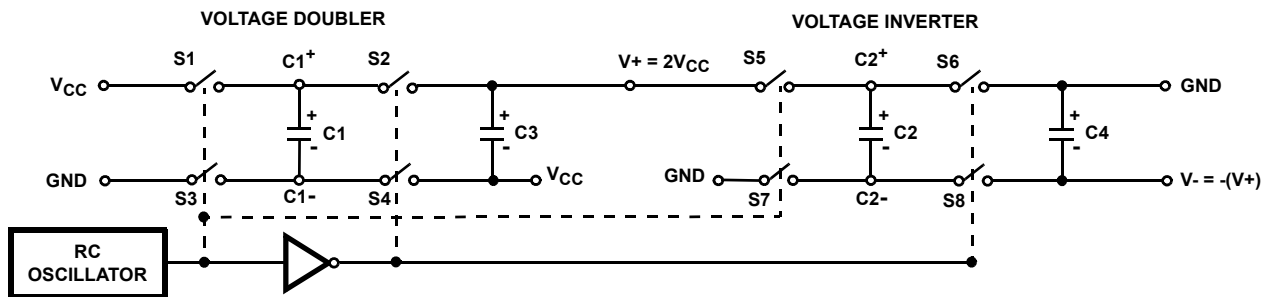 VOLTAGE DOUBLER
VOLTAGE INVERTER
S1 C1+ S2 V+ = 2VCC S5 C2+ S6
VCC GND
+ C1 - + C3 - + C2 - + C4 -
GND VCC GND V- = -(V+)
S3 C1- S4 S7 C2- S8
RC
OSCILLATOR